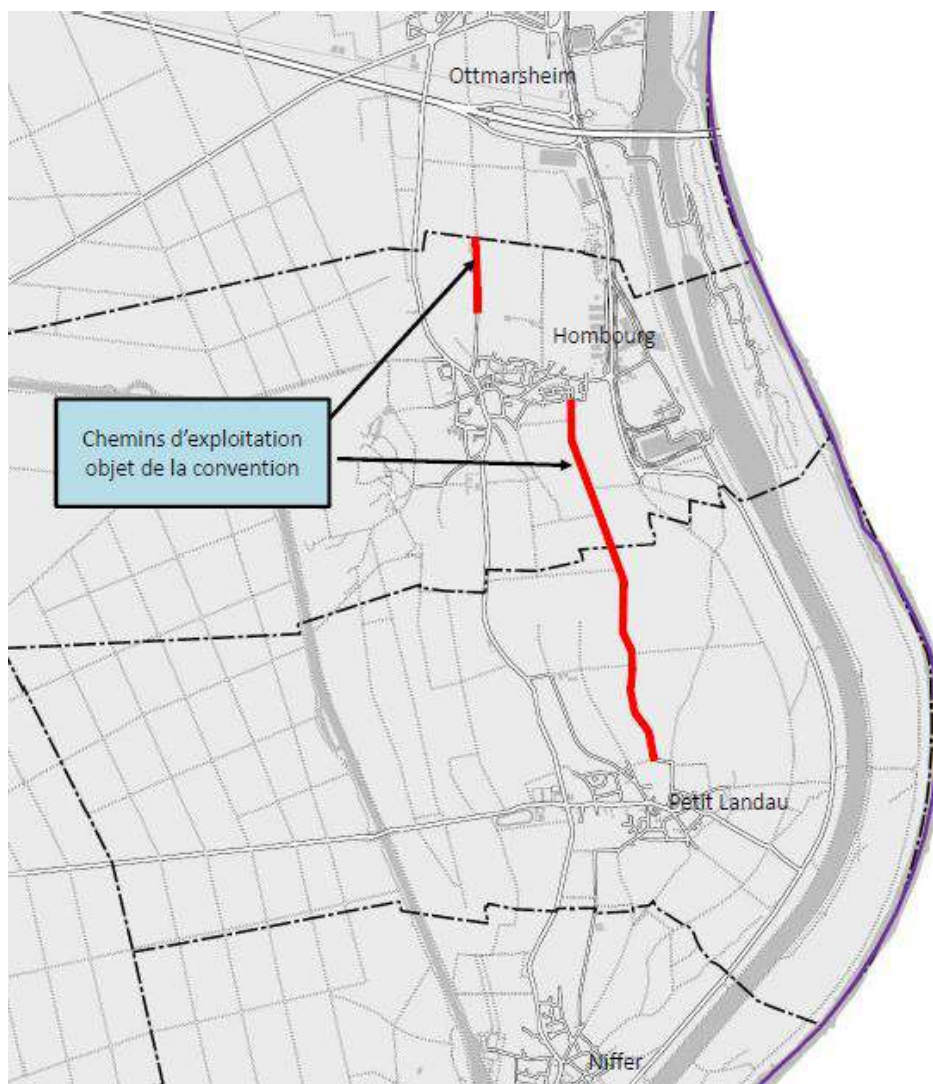 Ottmarsheim
Hombourg
Chemins d'exploitation
objet de la convention
Petit Landau
Niffer